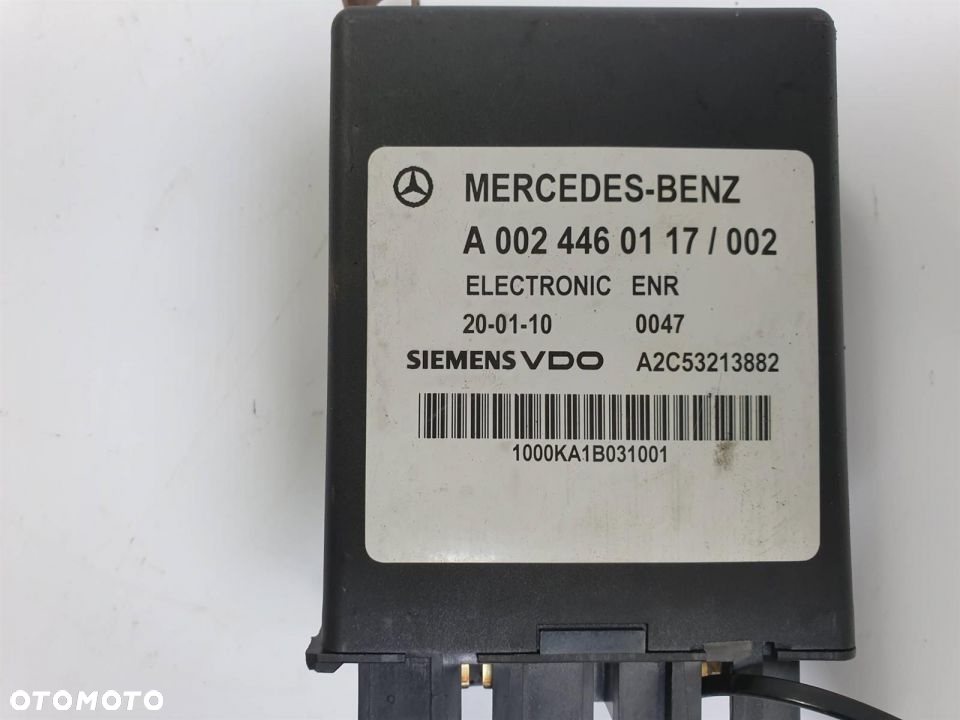 MERCEDES-BENZ
A 002 446 01 17 / 002
ELECTRONIC ENR
20-01-10 0047
SIEMENS VDO A2C53213882
1000KA1B031001
OTOMOTO